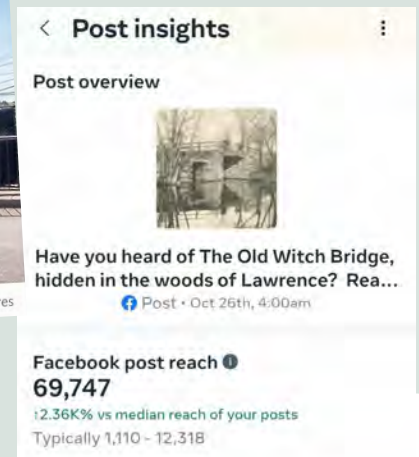 Post insights
Post overview
Have you heard of The Old Witch Bridge,
hidden in the woods of Lawrence? Rea...
Post • Oct 26th, 4:00am
Facebook post reach
69,747
↑2.36K% vs median reach of your posts
Typically 1,110 - 12,318